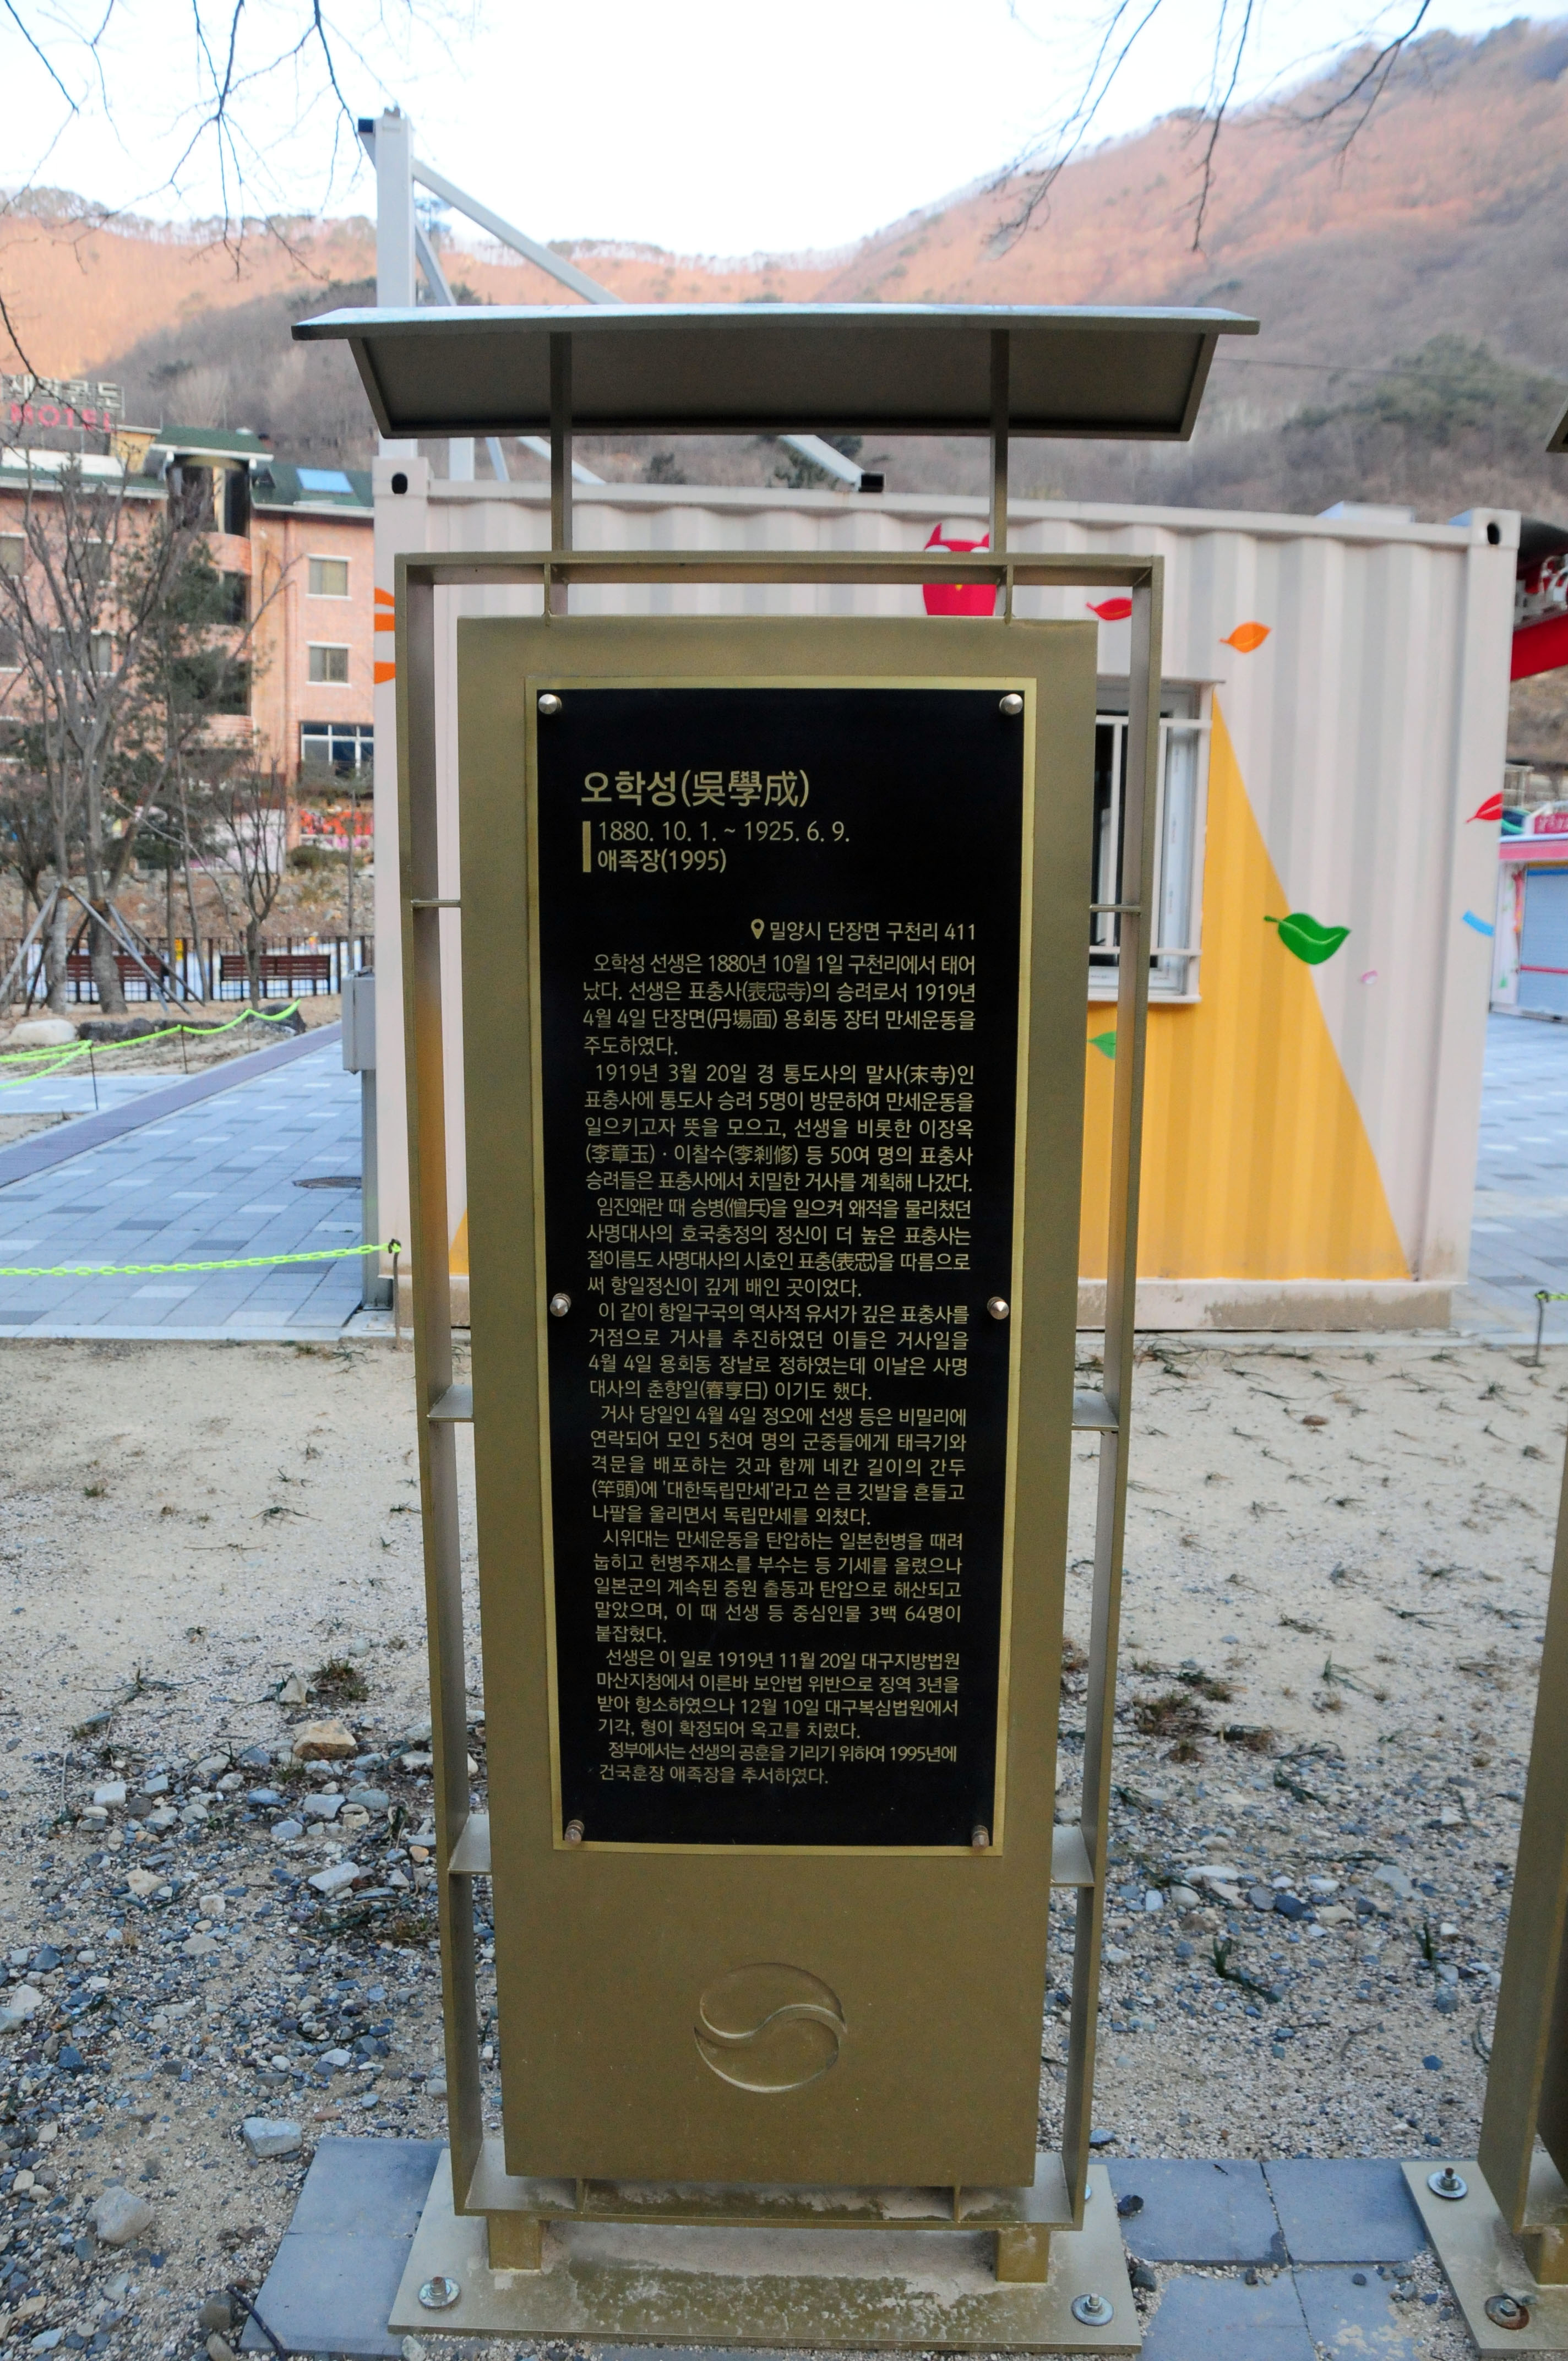 재약콘도
MOTEL
오학성(吳學成)
1880. 10. 1. ~ 1925. 6. 9.
애족장(1995)
밀양시 단장면 구천리 411
오학성 선생은 1880년 10월 1일 구천리에서 태어
났다. 선생은 표충사(表忠寺)의 승려로서 1919년
4월 4일 단장면(丹場面) 용회동 장터 만세운동을
주도하였다.
1919년 3월 20일 경 통도사의 말사(末寺)인
표충사에 통도사 승려 5명이 방문하여 만세운동을
일으키고자 뜻을 모으고, 선생을 비롯한 이장옥
(李章玉)·이찰수(李刹修) 등 50여 명의 표충사
승려들은 표충사에서 치밀한 거사를 계획해 나갔다.
임진왜란 때 승병(僧兵)을 일으켜 왜적을 물리쳤던
사명대사의 호국충정의 정신이 더 높은 표충사는
절이름도 사명대사의 시호인 표충(表忠)을 따름으로
써 항일정신이 깊게 배인 곳이었다.
이 같이 항일구국의 역사적 유서가 깊은 표충사를
거점으로 거사를 추진하였던 이들은 거사일을
4월 4일 용회동 장날로 정하였는데 이날은 사명
대사의 춘향일(春享日) 이기도 했다.
거사 당일인 4월 4일 정오에 선생 등은 비밀리에
연락되어 모인 5천여 명의 군중들에게 태극기와
격문을 배포하는 것과 함께 네칸 길이의 간두
(竿頭)에 '대한독립만세'라고 쓴 큰 깃발을 흔들고
나팔을 울리면서 독립만세를 외쳤다.
시위대는 만세운동을 탄압하는 일본헌병을 때려
눕히고 헌병주재소를 부수는 등 기세를 올렸으나
일본군의 계속된 증원 출동과 탄압으로 해산되고
말았으며, 이 때 선생 등 중심인물 3백 64명이
붙잡혔다.
선생은 이 일로 1919년 11월 20일 대구지방법원
마산지청에서 이른바 보안법 위반으로 징역 3년을
받아 항소하였으나 12월 10일 대구복심법원에서
기각, 형이 확정되어 옥고를 치렀다.
정부에서는 선생의 공훈을 기리기 위하여 1995년에
건국훈장 애족장을 추서하였다.